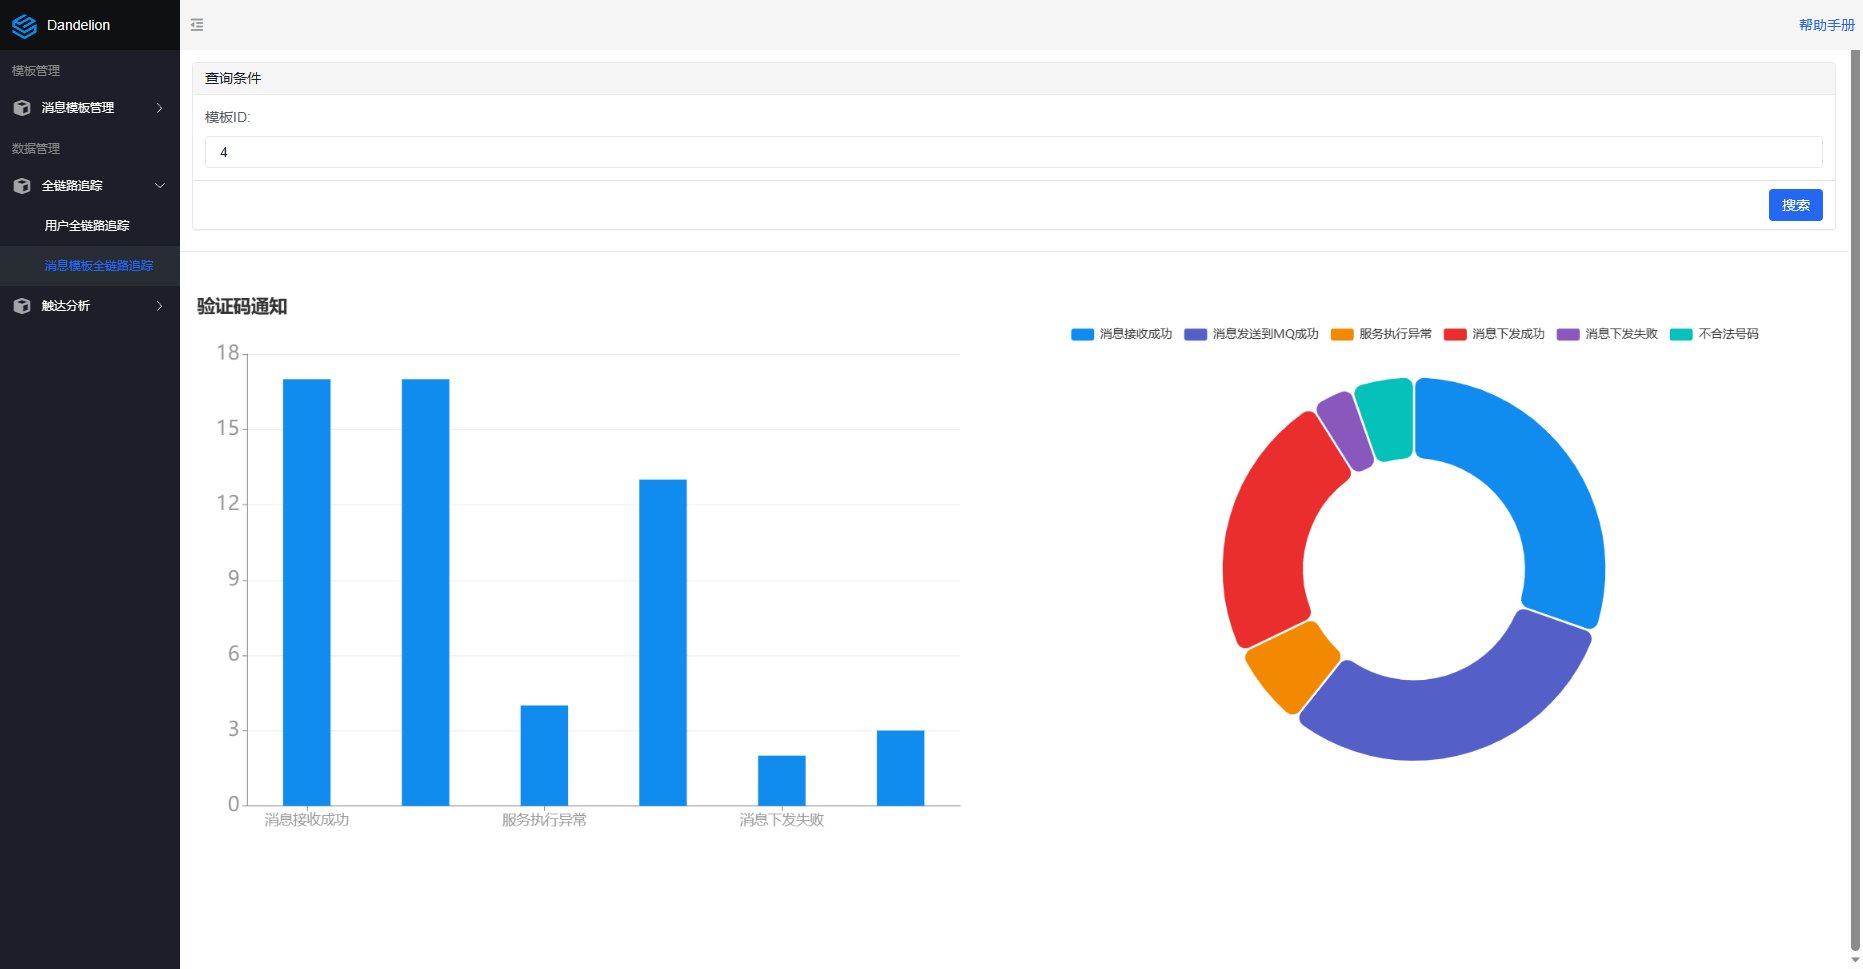 Dandelion
帮助手册
模板管理
消息模板管理
数据管理
全链路追踪
用户全链路追踪
消息模板全链路追踪
触达分析
查询条件
模板ID:
4
搜索
验证码通知
消息接收成功 消息发送到MQ成功 服务执行异常 消息下发成功 消息下发失败 不合法号码
18
15
12
9
6
3
0
消息接收成功 服务执行异常 消息下发失败